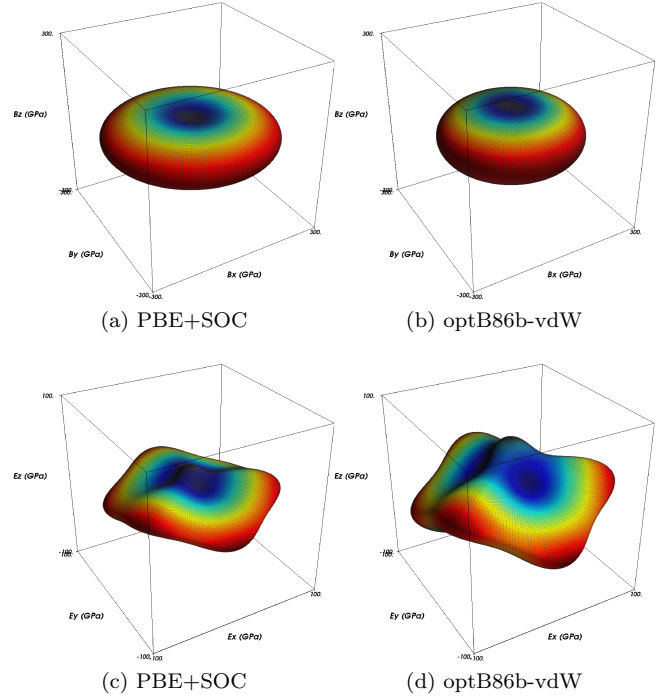 300.
300.
Bz (GPa)
Bz (GPa)
-300.
-300.
By (GPa)
300.
By (GPa)
300.
Bx (GPa)
Bx (GPa)
-300.
-300.
-300.
-300.
(a) PBE+SOC
(b) optB86b-vdW
100.
100.
Ez (GPa)
Ez (GPa)
-100.
-100.
100.
100.
Ey (GPa)
100.
Ey (GPa)
100.
Ex (GPa)
Ex (GPa)
-100.
-100.
-100.
-100.
(c) PBE+SOC
(d) optB86b-vdW